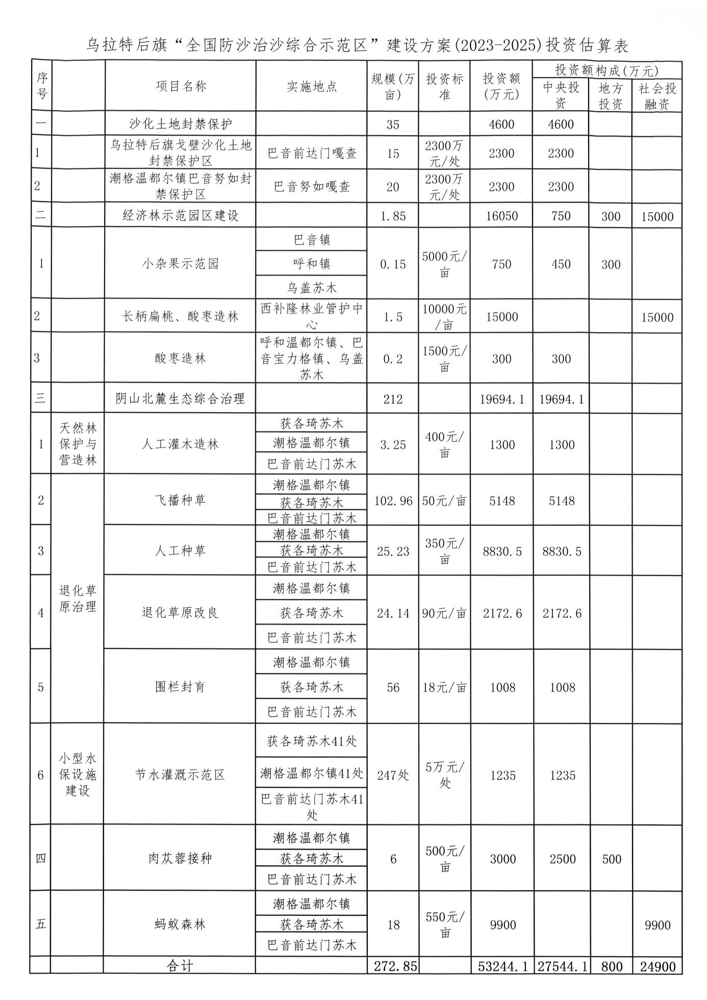 乌拉特后旗“全国防沙治沙综合示范区”建设方案(2023-2025)投资估算表
序号 项目名称 实施地点 规模(万亩) 投资标准 投资额(万元) 投资额构成(万元)
中央投资 地方投资 社会投融资
一 沙化土地封禁保护 35 4600 4600
1 乌拉特后旗戈壁沙化土地封禁保护区 巴音前达门嘎查 15 2300万元/处 2300 2300
2 潮格温都尔镇巴音努如封禁保护区 巴音努如嘎查 20 2300万元/处 2300 2300
二 经济林示范园区建设 1.85 16050 750 300 15000
1 小杂果示范园 巴音镇 0.15 5000元/亩 750 450 300
呼和镇
乌盖苏木
2 长柄扁桃、酸枣造林 西补隆林业管护中心 1.5 10000元/亩 15000 15000
3 酸枣造林 呼和温都尔镇、巴音宝力格镇、乌盖苏木 0.2 1500元/亩 300 300
三 阴山北麓生态综合治理 212 19694.1 19694.1
1 天然林保护与营造林 人工灌木造林 获各琦苏木 3.25 400元/亩 1300 1300
潮格温都尔镇
巴音前达门苏木
2 退化草原治理 飞播种草 潮格温都尔镇 102.96 50元/亩 5148 5148
获各琦苏木
巴音前达门苏木
3 人工种草 潮格温都尔镇 25.23 350元/亩 8830.5 8830.5
获各琦苏木
巴音前达门苏木
4 退化草原改良 潮格温都尔镇 24.14 90元/亩 2172.6 2172.6
获各琦苏木
巴音前达门苏木
5 围栏封育 潮格温都尔镇 56 18元/亩 1008 1008
获各琦苏木
巴音前达门苏木
6 小型水保设施建设 节水灌溉示范区 获各琦苏木41处 247处 5万元/处 1235 1235
潮格温都尔镇41处
巴音前达门苏木41处
四 肉苁蓉接种 潮格温都尔镇 6 500元/亩 3000 2500 500
获各琦苏木
巴音前达门苏木
五 蚂蚁森林 潮格温都尔镇 18 550元/亩 9900 9900
获各琦苏木
巴音前达门苏木
合计 272.85 53244.1 27544.1 800 24900